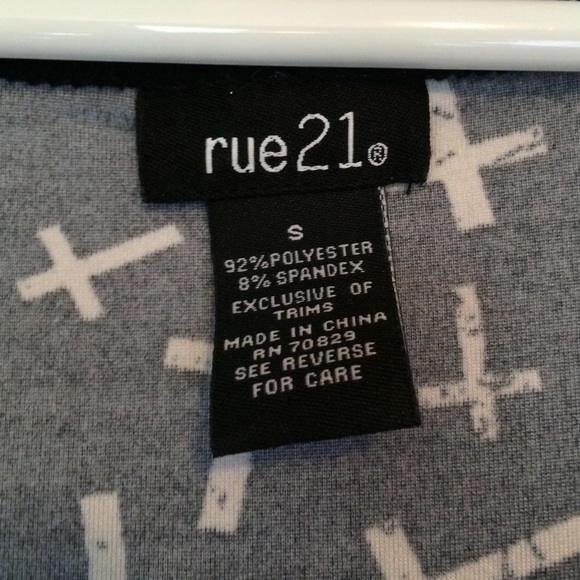 rue21®
S
92%POLYESTER
8% SPANDEX
EXCLUSIVE OF
TRIMS
MADE IN CHINA
RN 70829
SEE REVERSE
FOR CARE